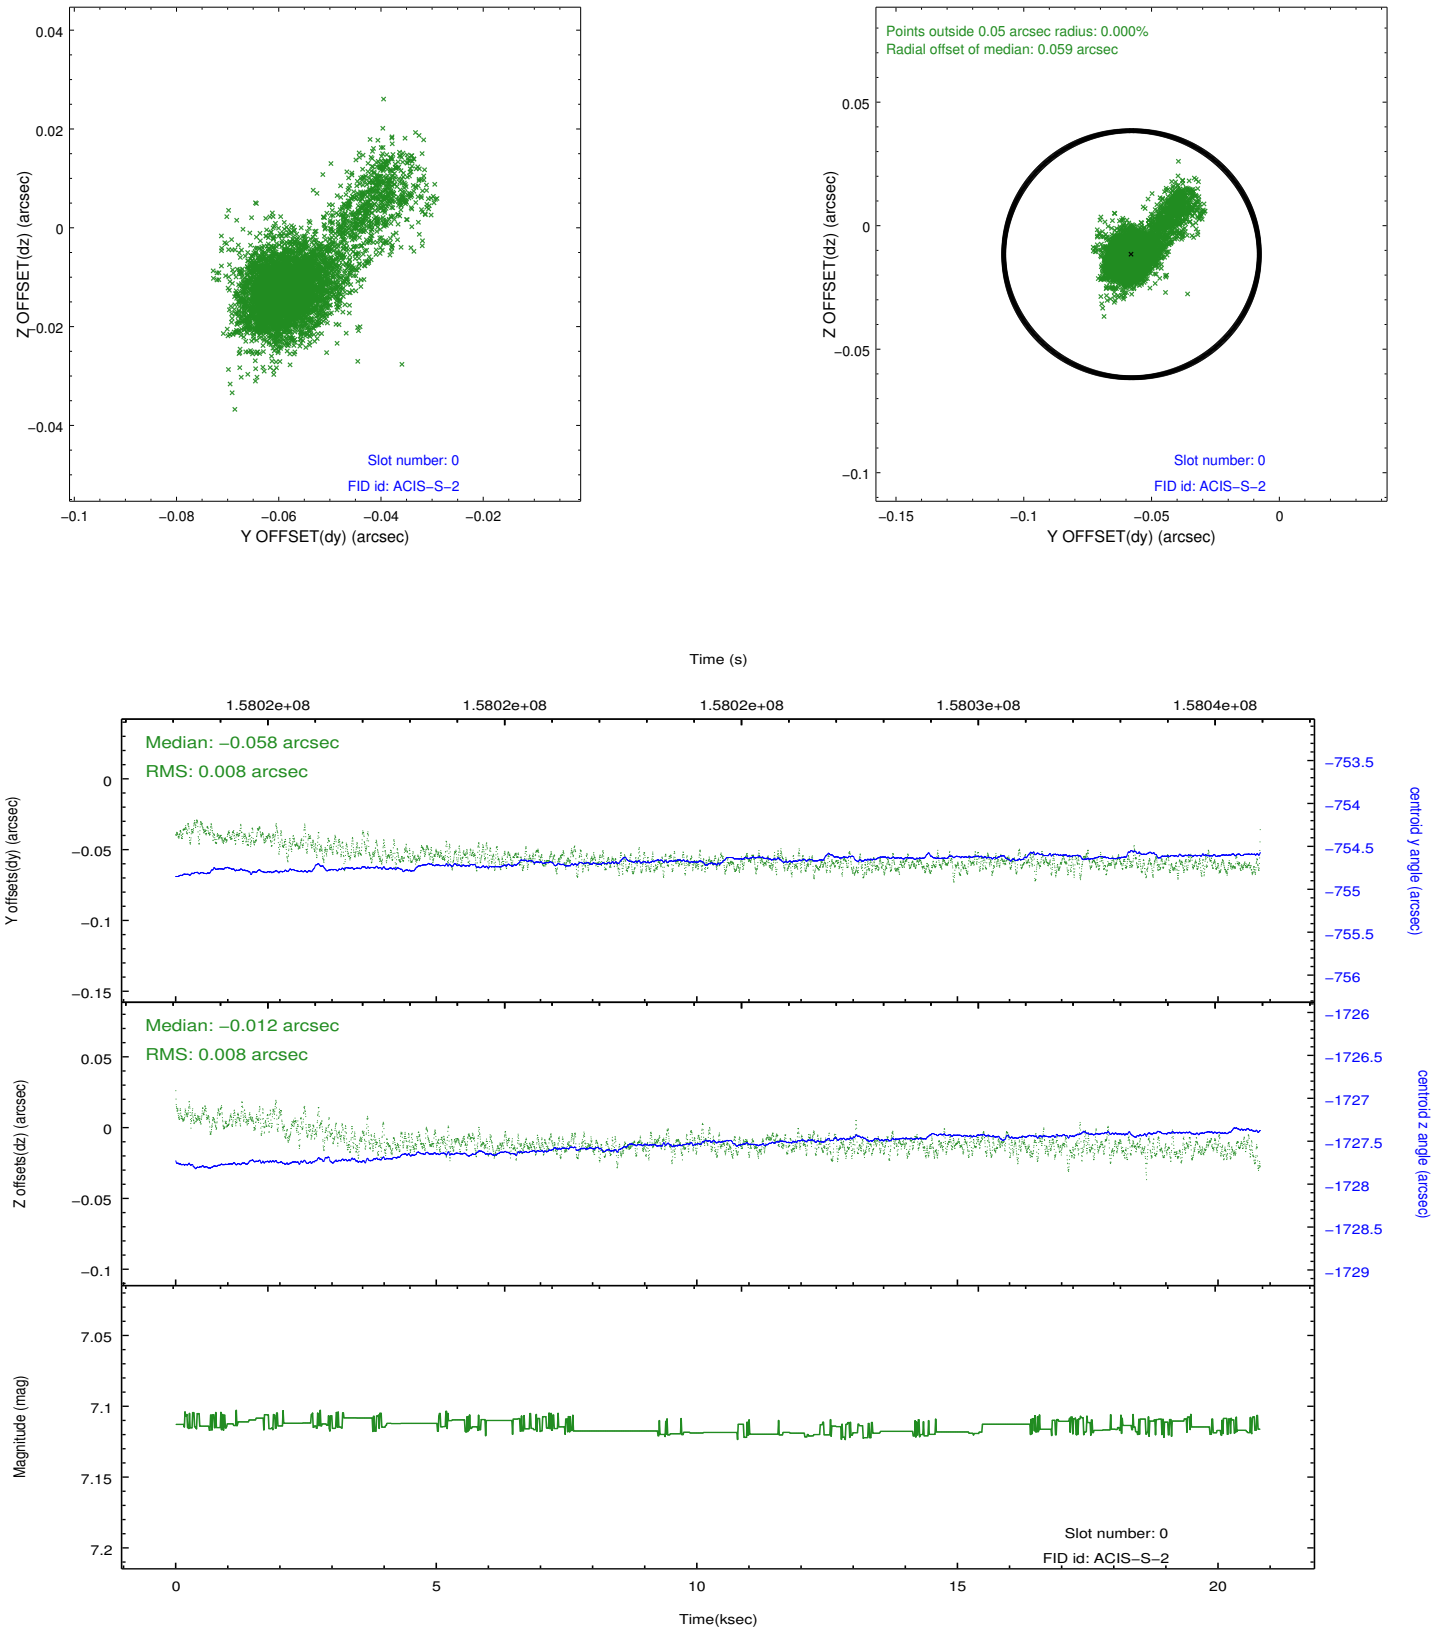 0.04
0.02
0
−0.02
−0.04
Z OFFSET(dz) (arcsec)
Slot number: 0
FID id: ACIS−S−2
−0.1
−0.08
−0.06
−0.04
−0.02
Y OFFSET(dy) (arcsec)
Points outside 0.05 arcsec radius: 0.000%
Radial offset of median: 0.059 arcsec
0.05
0
−0.05
−0.1
Z OFFSET(dz) (arcsec)
Slot number: 0
FID id: ACIS−S−2
−0.15
−0.1
−0.05
0
Y OFFSET(dy) (arcsec)
Time (s)
1.5802e+08
1.5802e+08
1.5802e+08
1.5803e+08
1.5804e+08
Median: −0.058 arcsec
RMS: 0.008 arcsec
0
−0.05
−0.1
−0.15
Y offsets(dy) (arcsec)
−753.5
−754
−754.5
−755
−755.5
−756
centroid y angle (arcsec)
Median: −0.012 arcsec
RMS: 0.008 arcsec
0.05
0
−0.05
−0.1
Z offsets(dz) (arcsec)
−1726
−1726.5
−1727
−1727.5
−1728
−1728.5
−1729
centroid z angle (arcsec)
7.05
7.1
7.15
7.2
Magnitude (mag)
Slot number: 0
FID id: ACIS−S−2
0
5
10
15
20
Time(ksec)